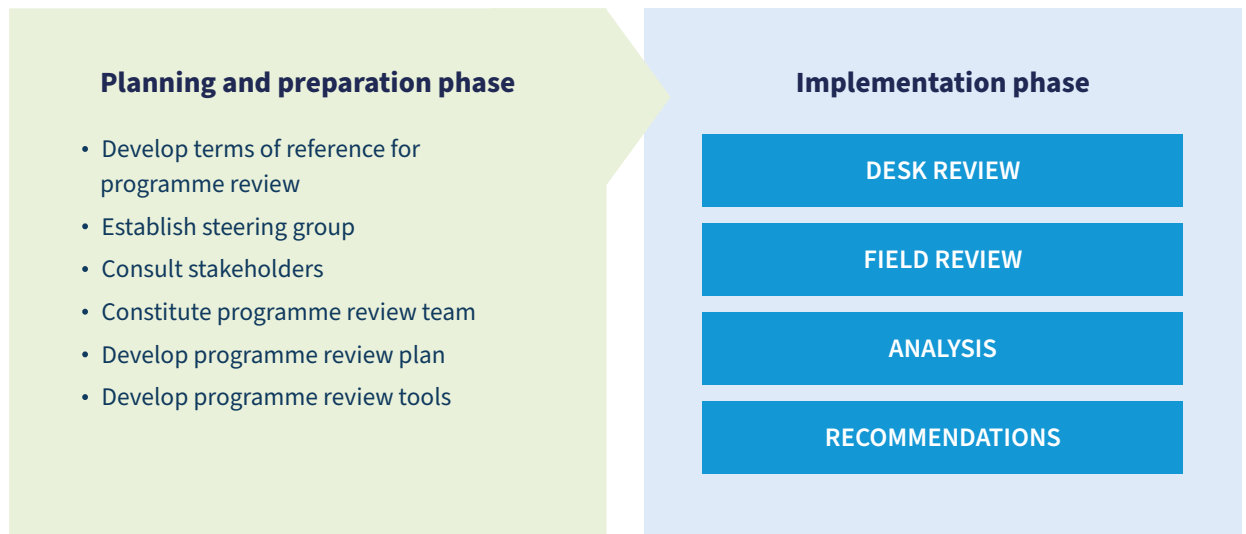 Planning and preparation phase
• Develop terms of reference for
programme review
• Establish steering group
• Consult stakeholders
• Constitute programme review team
• Develop programme review plan
• Develop programme review tools
Implementation phase
DESK REVIEW
FIELD REVIEW
ANALYSIS
RECOMMENDATIONS